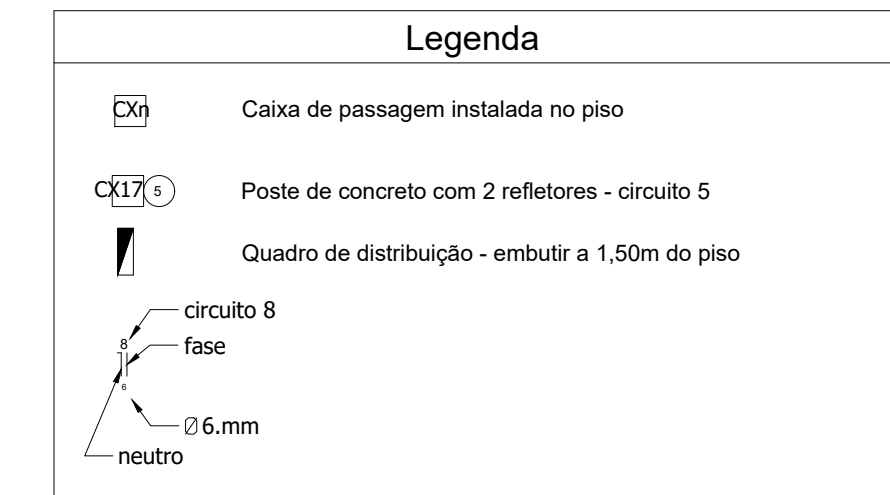 Legenda
CXn Caixa de passagem instalada no piso
CX17 5 Poste de concreto com 2 refletores - circuito 5
Quadro de distribuição - embutir a 1,50m do piso
circuito 8
8
fase
6
Ø6.mm
neutro